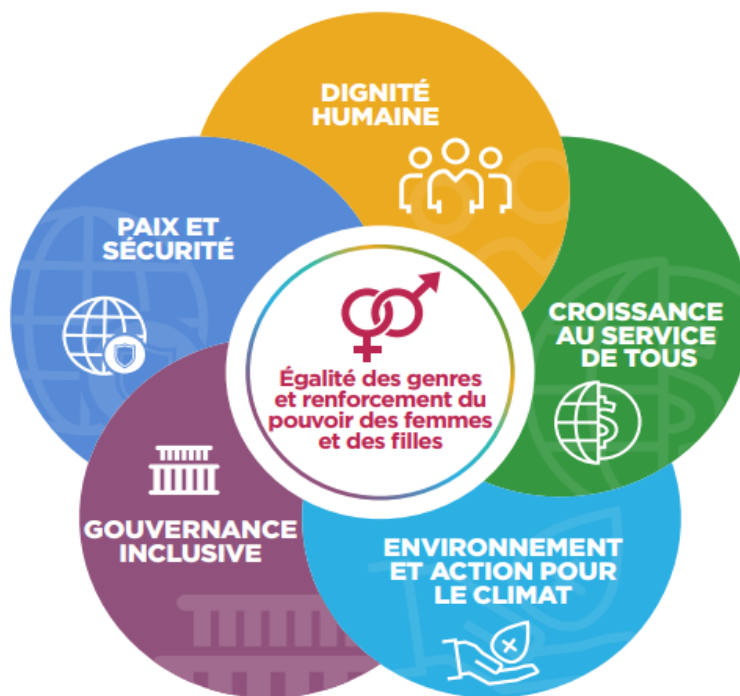 DIGNITÉ
HUMAINE
PAIX ET
SÉCURITÉ
CROISSANCE
AU SERVICE
DE TOUS
Égalité des genres
et renforcement du
pouvoir des femmes
et des filles
GOUVERNANCE
INCLUSIVE
ENVIRONNEMENT
ET ACTION POUR
LE CLIMAT